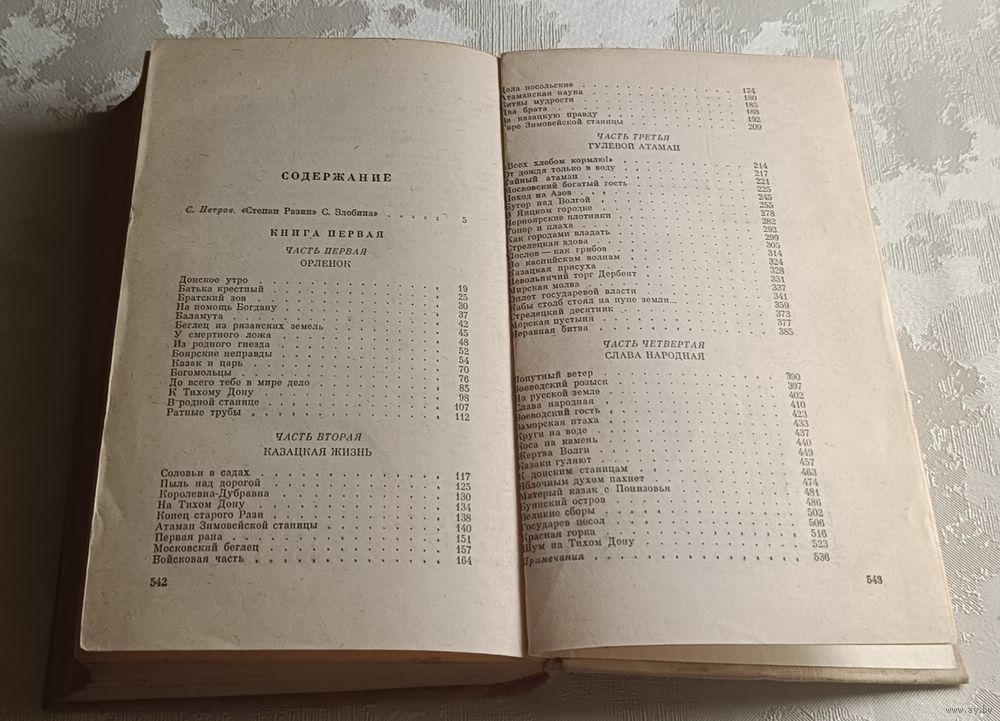 СОДЕРЖАНИЕ
С. Петров. «Степан Разин» С. Злобина» 5
КНИГА ПЕРВАЯ
ЧАСТЬ ПЕРВАЯ
ОРЛЕНОК
Донское утро 19
Батька крестный 25
Братский зов 30
На помощь Богдану 37
Баламута 42
Беглец из рязанских земель 45
У смертного ложа 48
Из родного гнезда 52
Боярские неправды 54
Казак и царь 70
Богомольцы 76
До всего тебе в мире дело 85
К Тихому Дону 98
В родной станице 107
Ратные трубы 112
ЧАСТЬ ВТОРАЯ
КАЗАЦКАЯ ЖИЗНЬ
Соловьи в садах 117
Пыль над дорогой 125
Королевна-Дубравна 130
На Тихом Дону 134
Конец старого Рази 138
Атаман Зимовейской станицы 140
Первая рана 151
Московский беглец 157
Войсковая часть 164
542
Дела посольские 174
Атаманская наука 180
Битвы мудрости 185
Два брата 188
За казацкую правду 192
Горе Зимовейской станицы 209
ЧАСТЬ ТРЕТЬЯ
ГУЛЕВОЙ АТАМАН
«Всех хлебом кормлю!» 214
От дождя только в воду 217
Тайный атаман 221
Московский богатый гость 225
Поход на Азов 245
Бугор над Волгой 255
В Яицком городке 278
Черноярские плотники 282
Топор и плаха 292
Как городами владать 299
Стрелецкая вдова 305
Послов — как грибов 314
По каспийским волнам 324
Казацкая присуха 328
Невольничий торг Дербент 331
Мирская молва 337
Оплот государевой власти 341
Кабы столб стоял на пупе земли... 359
Стрелецкий десятник 373
Морская пустыня 377
Неравная битва 385
ЧАСТЬ ЧЕТВЕРТАЯ
СЛАВА НАРОДНАЯ
Попутный ветер 390
Воеводский розыск 397
На русской земле 402
Слава народная 410
Воеводский гость 423
Заморская птаха 433
Круги на воде 437
Коса на камень 440
Жертва Волги 449
Казаки гуляют 457
К донским станицам 463
Яблочным духом пахнет 474
Матерый казак с Понизовья 481
Буянский остров 486
Великие сборы 502
Государев посол 506
Красная горка 516
Шум на Тихом Дону 523
Примечания 536
543
www.ay.by